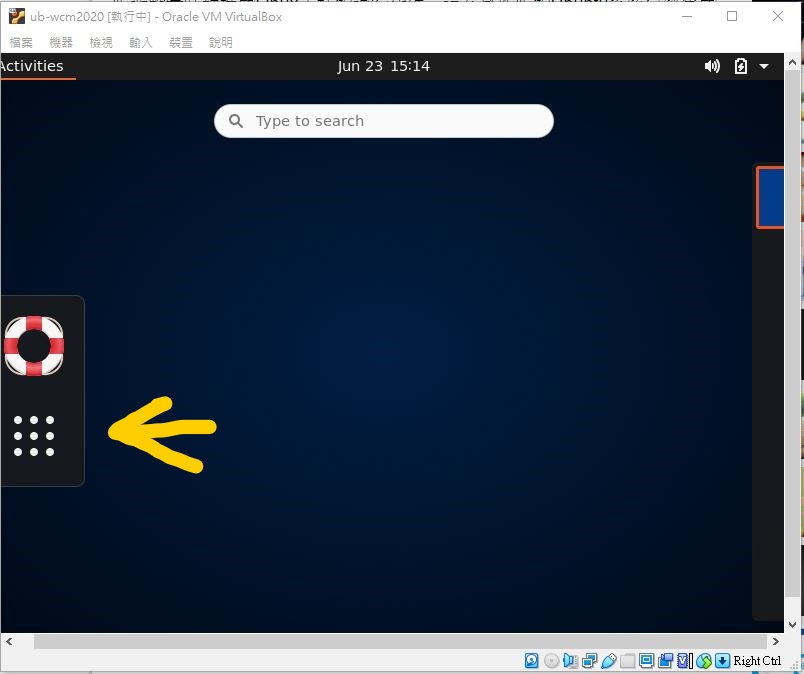 ub-wcm2020 [執行中] - Oracle VM VirtualBox
檔案 機器 檢視 輸入 裝置 說明
Activities Jun 23 15:14
Type to search
Right Ctrl